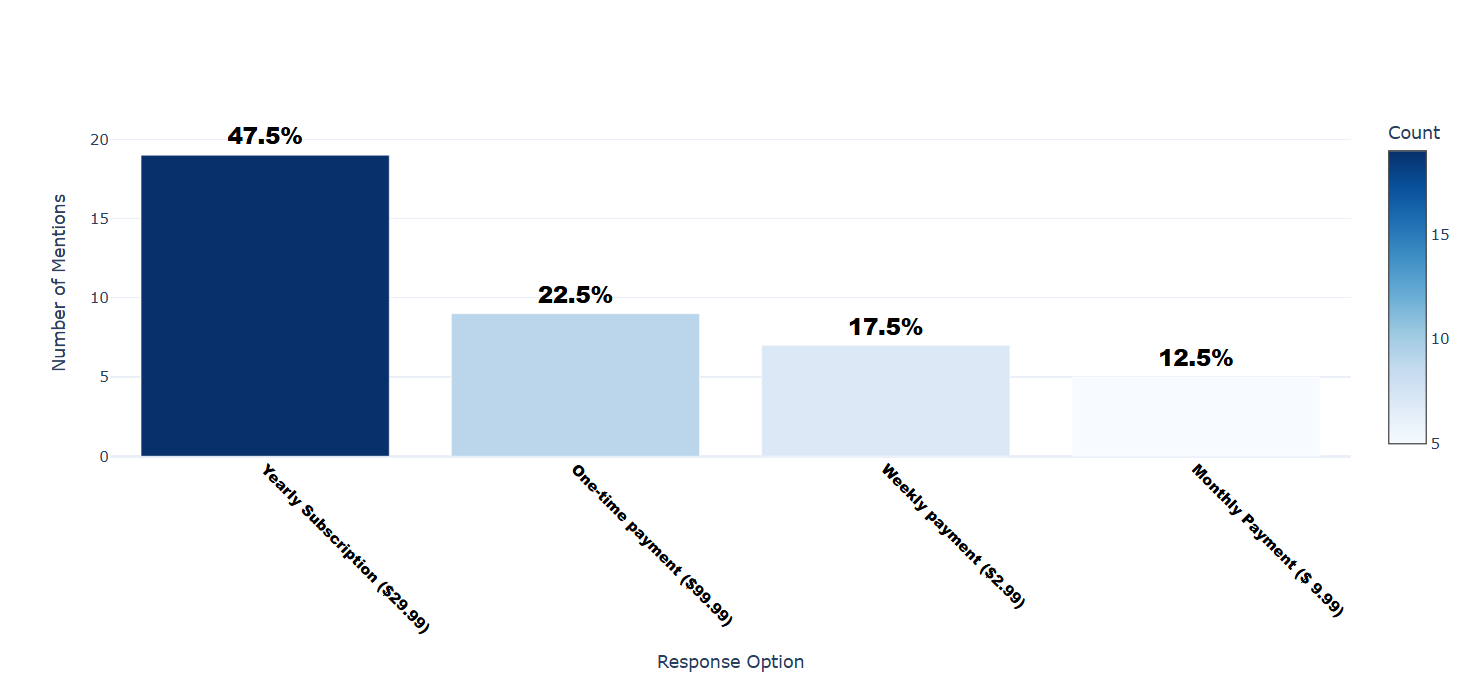 47.5%
22.5%
17.5%
12.5%
20
15
10
5
0
Number of Mentions
Yearly Subscription ($29.99)
One-time payment ($99.99)
Weekly payment ($2.99)
Monthly Payment ($ 9.99)
Response Option
Count
15
10
5